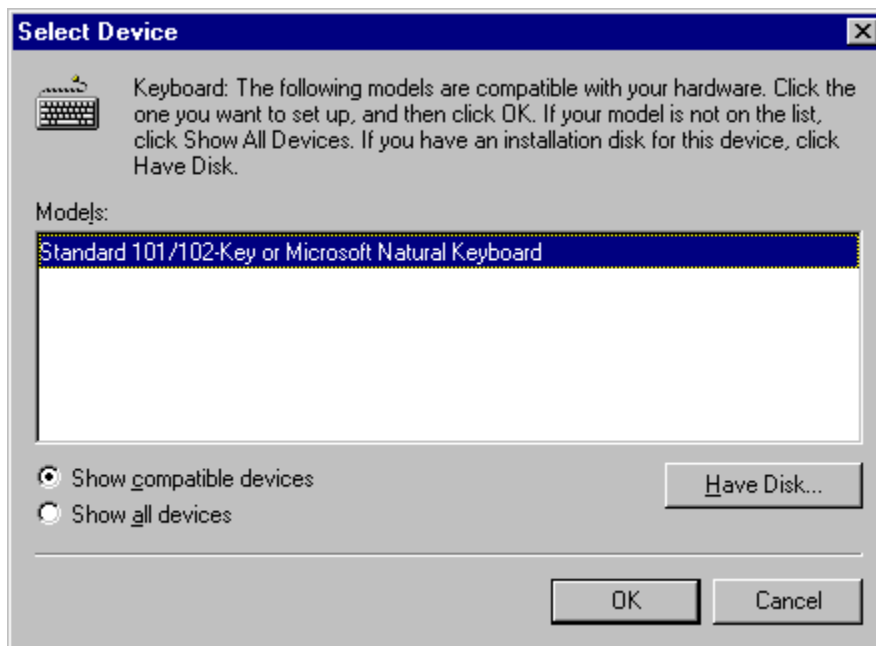 Select Device
Keyboard: The following models are compatible with your hardware. Click the
one you want to set up, and then click OK. If your model is not on the list,
click Show All Devices. If you have an installation disk for this device, click
Have Disk.
Models:
Standard 101/102-Key or Microsoft Natural Keyboard
Show compatible devices
Have Disk...
Show all devices
OK
Cancel